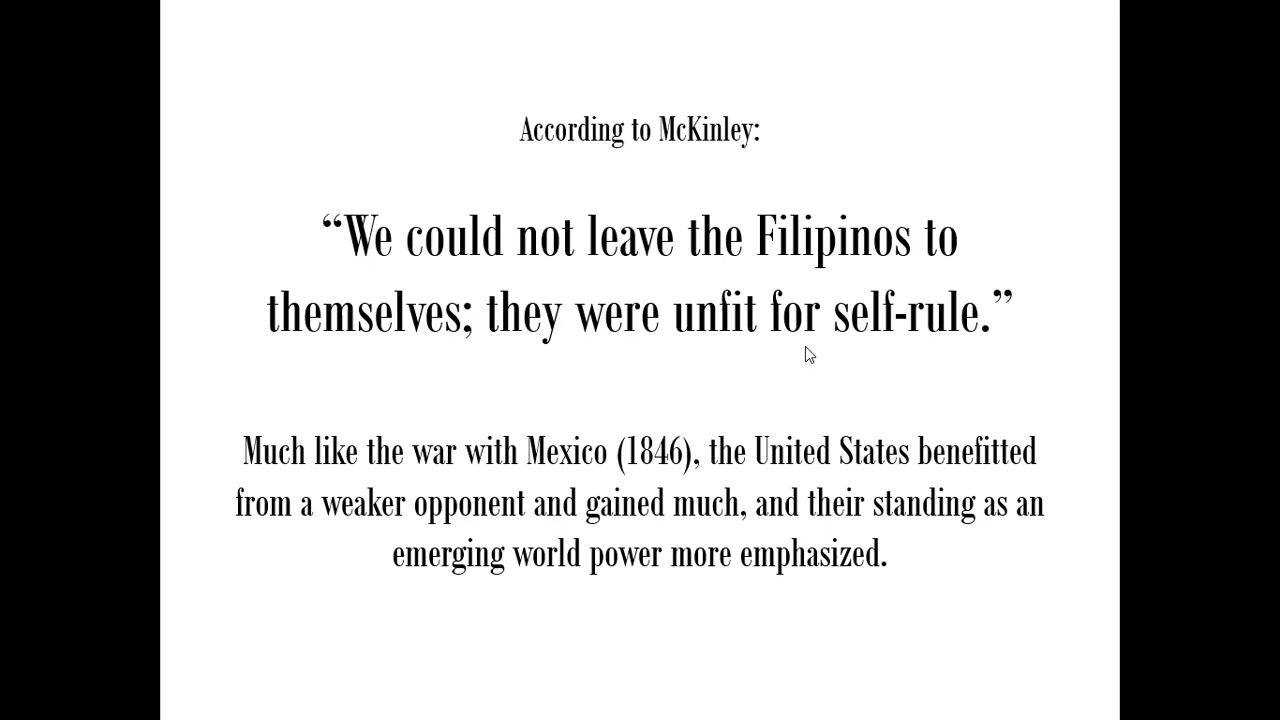 According to McKinley:
“We could not leave the Filipinos to
themselves; they were unfit for self-rule.”
Much like the war with Mexico (1846), the United States benefitted
from a weaker opponent and gained much, and their standing as an
emerging world power more emphasized.